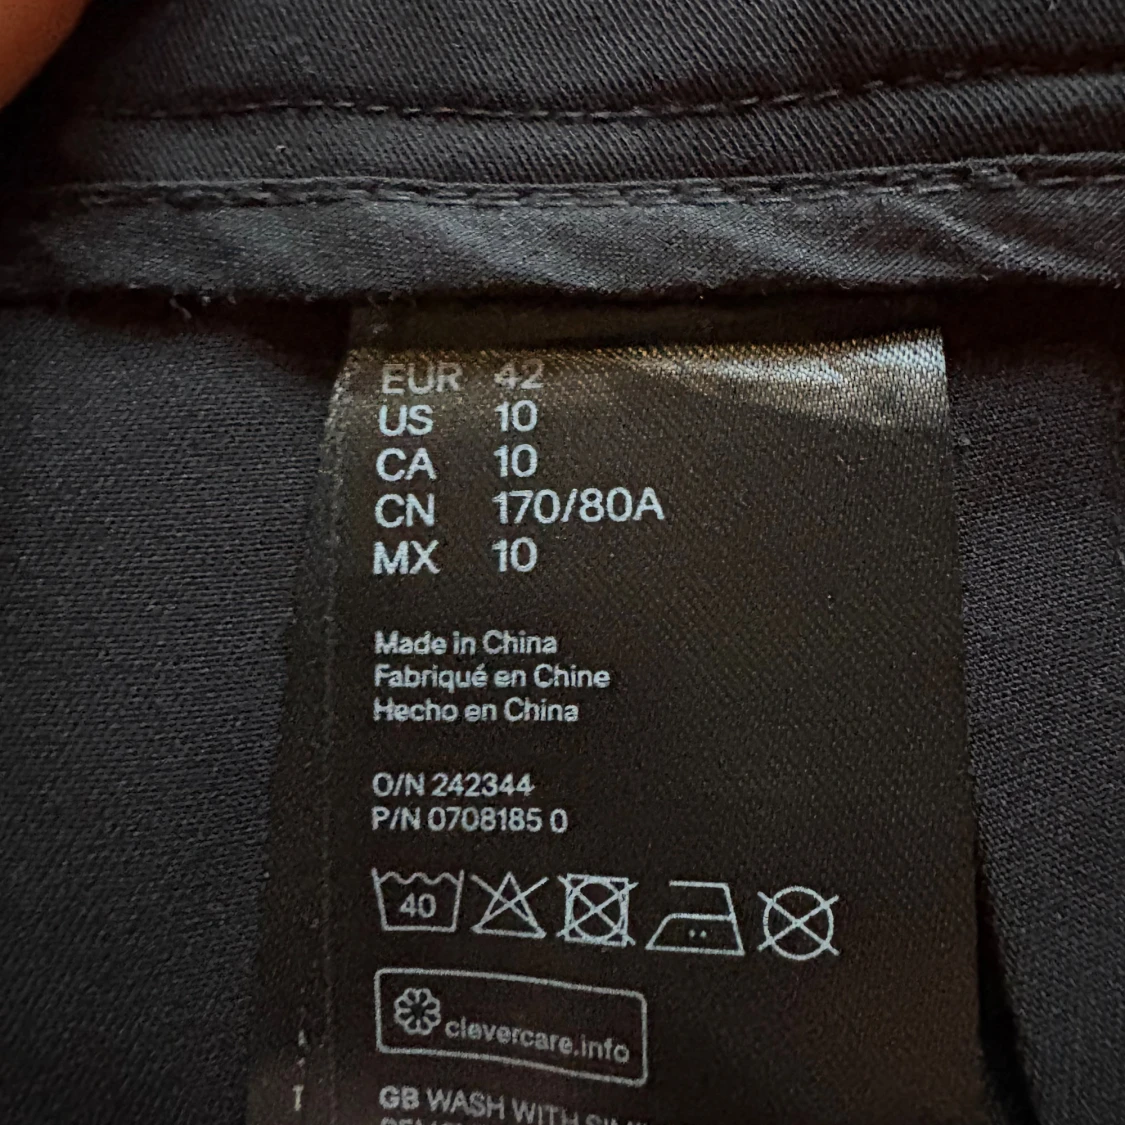 EUR 42
US 10
CA 10
CN 170/80A
MX 10
Made in China
Fabriqué en Chine
Hecho en China
O/N 242344
P/N 0708185 0
40
clevercare.info
GB WASH WITH